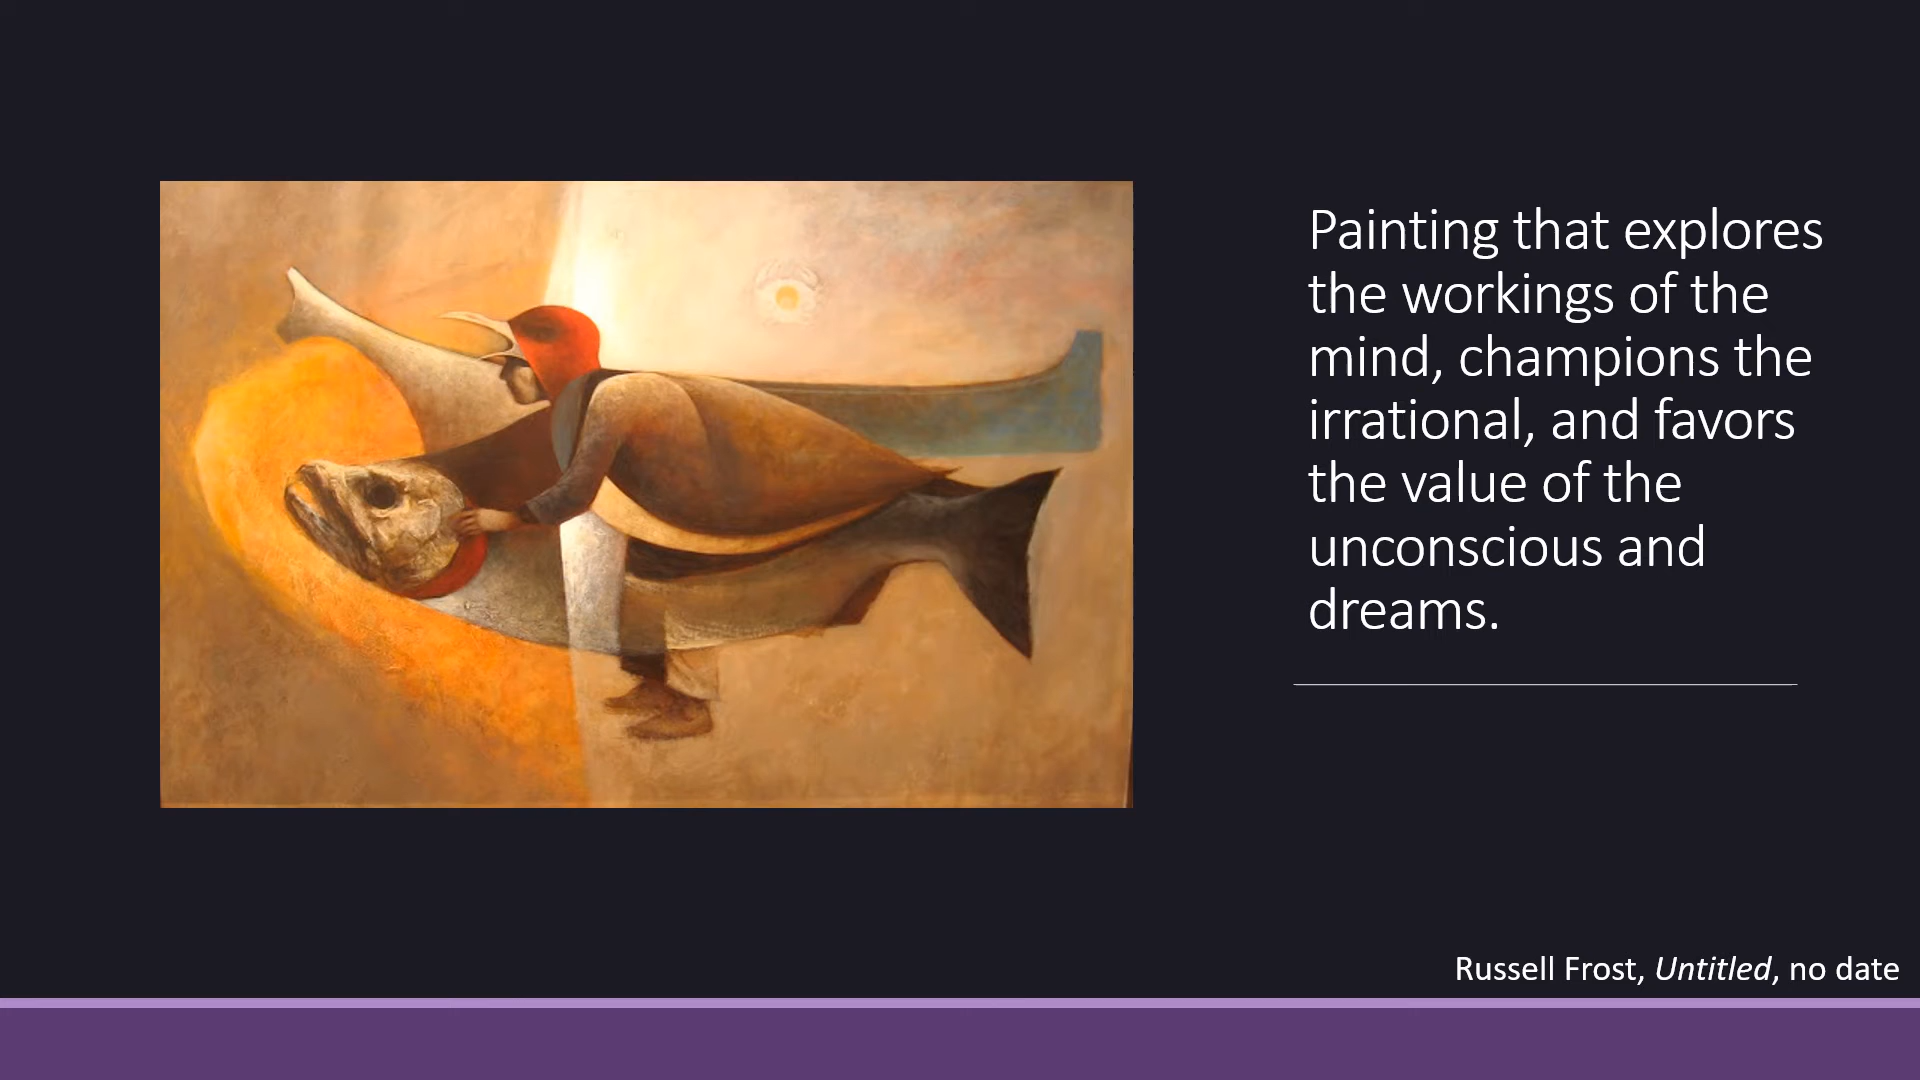 Painting that explores
the workings of the
mind, champions the
irrational, and favors
the value of the
unconscious and
dreams.
Russell Frost, Untitled, no date